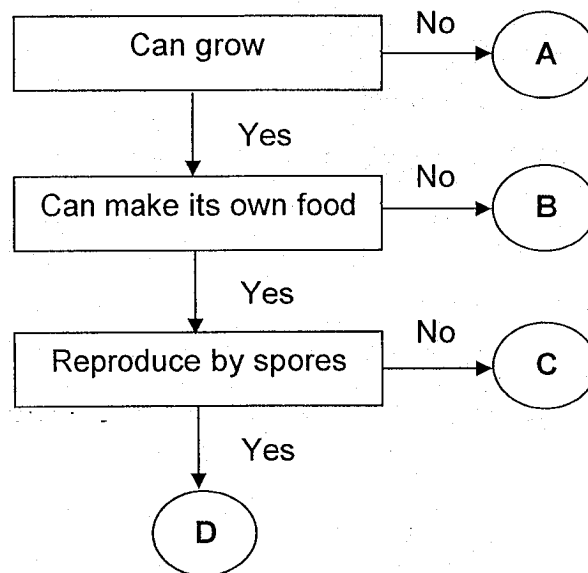 Can grow
No
A
Yes
Can make its own food
No
B
Yes
Reproduce by spores
No
C
Yes
D